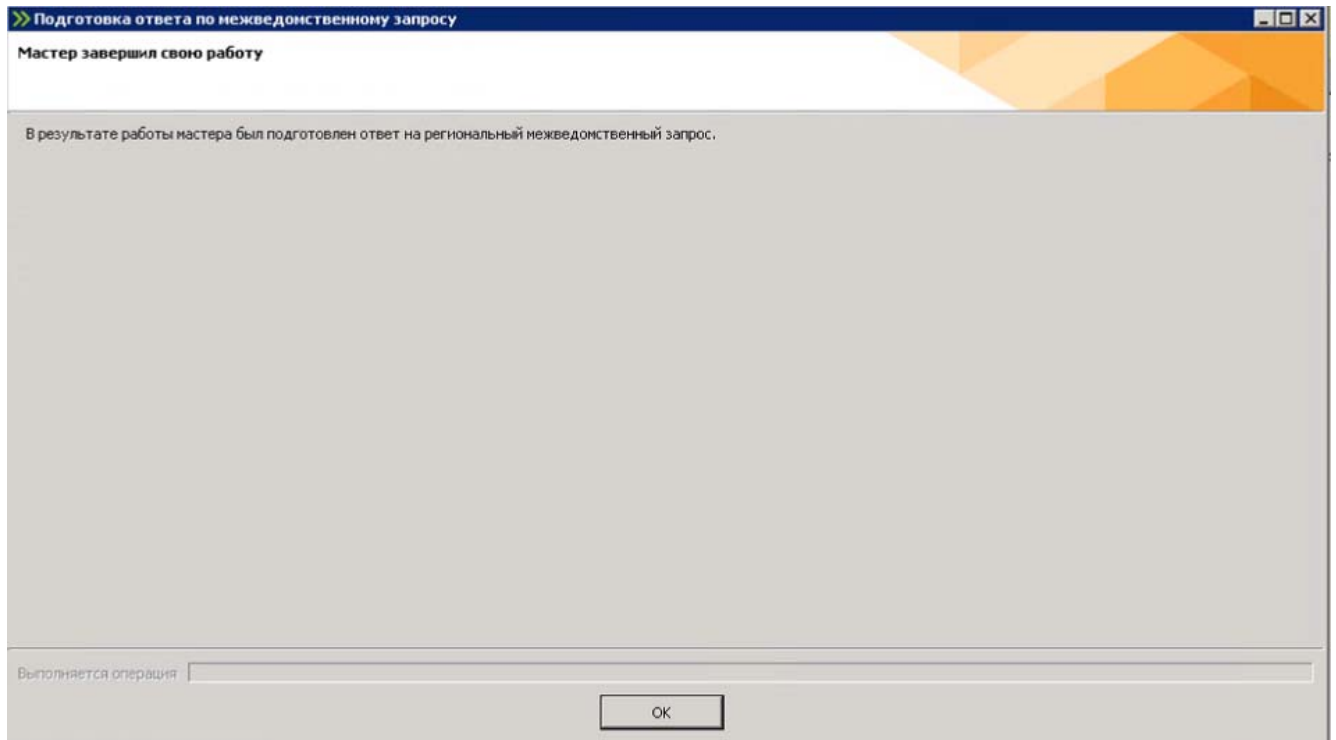 Подготовка ответа по межведомственному запросу
Мастер завершил свою работу
В результате работы мастера был подготовлен ответ на региональный межведомственный запрос.
Выполняется операция
OK